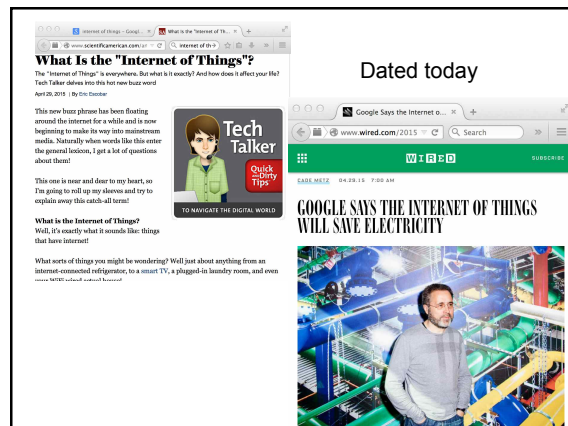 internet of things – Googl... ×
What Is the "Internet of Th... ×
+
www.scientificamerican.com/ar
internet of th
What Is the "Internet of Things"?
The "Internet of Things" is everywhere. But what is it exactly? And how does it affect your life?
Tech Talker delves into this hot new buzz word
April 29, 2015 | By Eric Escobar
This new buzz phrase has been floating
around the internet for a while and is now
beginning to make its way into mainstream
media. Naturally when words like this enter
the general lexicon, I get a lot of questions
about them!
This one is near and dear to my heart, so
I'm going to roll up my sleeves and try to
explain away this catch-all term!
What is the Internet of Things?
Well, it's exactly what it sounds like: things
that have internet!
What sorts of things you might be wondering? Well just about anything from an
internet-connected refrigerator, to a smart TV, a plugged-in laundry room, and even
your WiFi wired actual house!
Tech
Talker
Quick
and Dirty
Tips
TO NAVIGATE THE DIGITAL WORLD
Dated today
Google Says the Internet o... ×
+
www.wired.com/2015
Search
WIRED
SUBSCRIBE
CADE METZ 04.29.15 7:00 AM
GOOGLE SAYS THE INTERNET OF THINGS
WILL SAVE ELECTRICITY